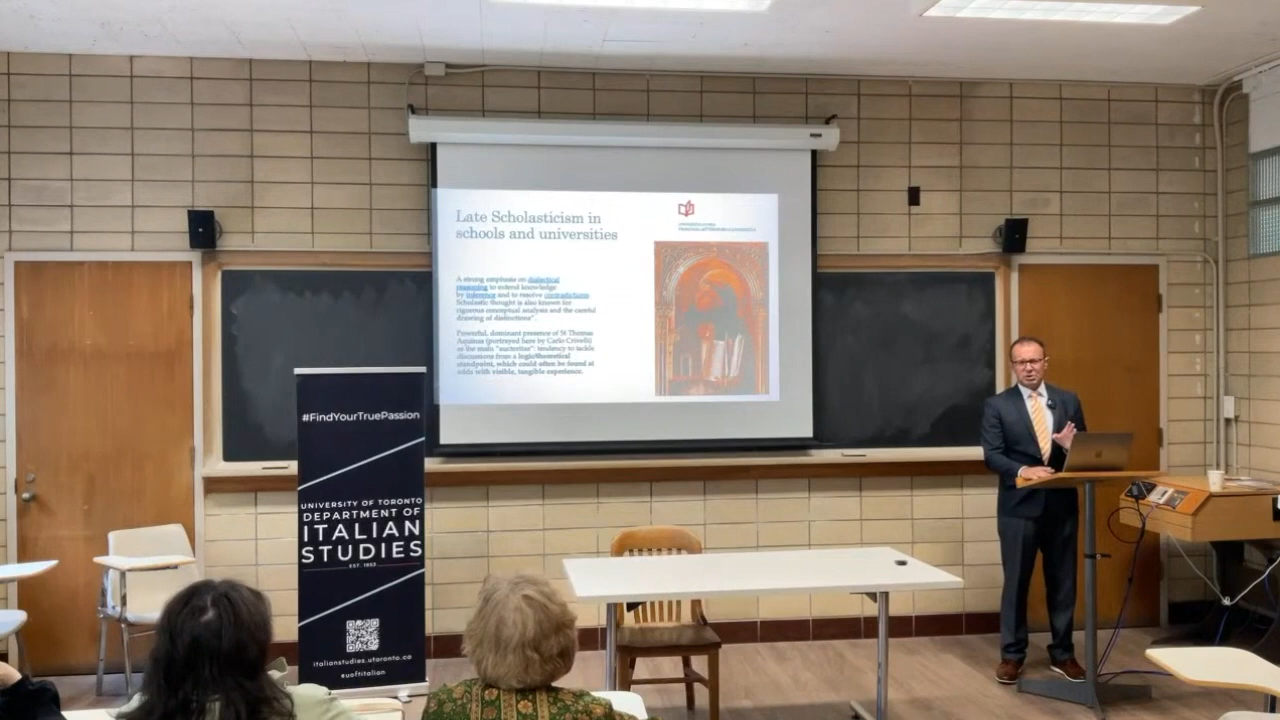 Late Scholasticism in
schools and universities
A strong emphasis on dialectical
reasoning to extend knowledge
by inference and to resolve contradictions.
Scholastic thought is also known for
rigorous conceptual analysis and the careful
drawing of distinctions".
Powerful, dominant presence of St Thomas
Aquinas (portrayed here by Carlo Crivelli)
as the main "auctoritas": tendency to tackle
discussions from a logic/theoretical
standpoint, which could often be found at
odds with visible, tangible experience.
#FindYourTruePassion
UNIVERSITY OF TORONTO
DEPARTMENT OF
ITALIAN
STUDIES
EST. 1853
italianstudies.utoronto.ca
#uoftitalian